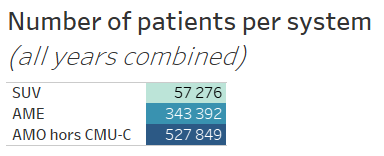 Number of patients per system
(all years combined)
SUV 57 276
AME 343 392
AMO hors CMU-C 527 849